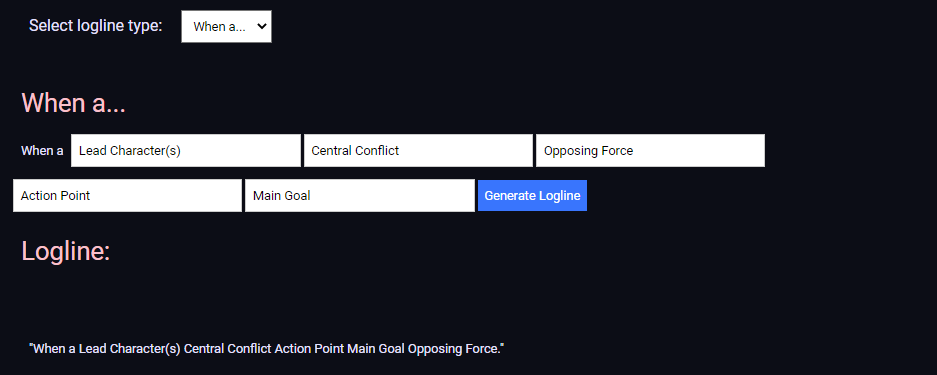 Select logline type: When a...
When a...
When a Lead Character(s) Central Conflict Opposing Force
Action Point Main Goal Generate Logline
Logline:
"When a Lead Character(s) Central Conflict Action Point Main Goal Opposing Force."